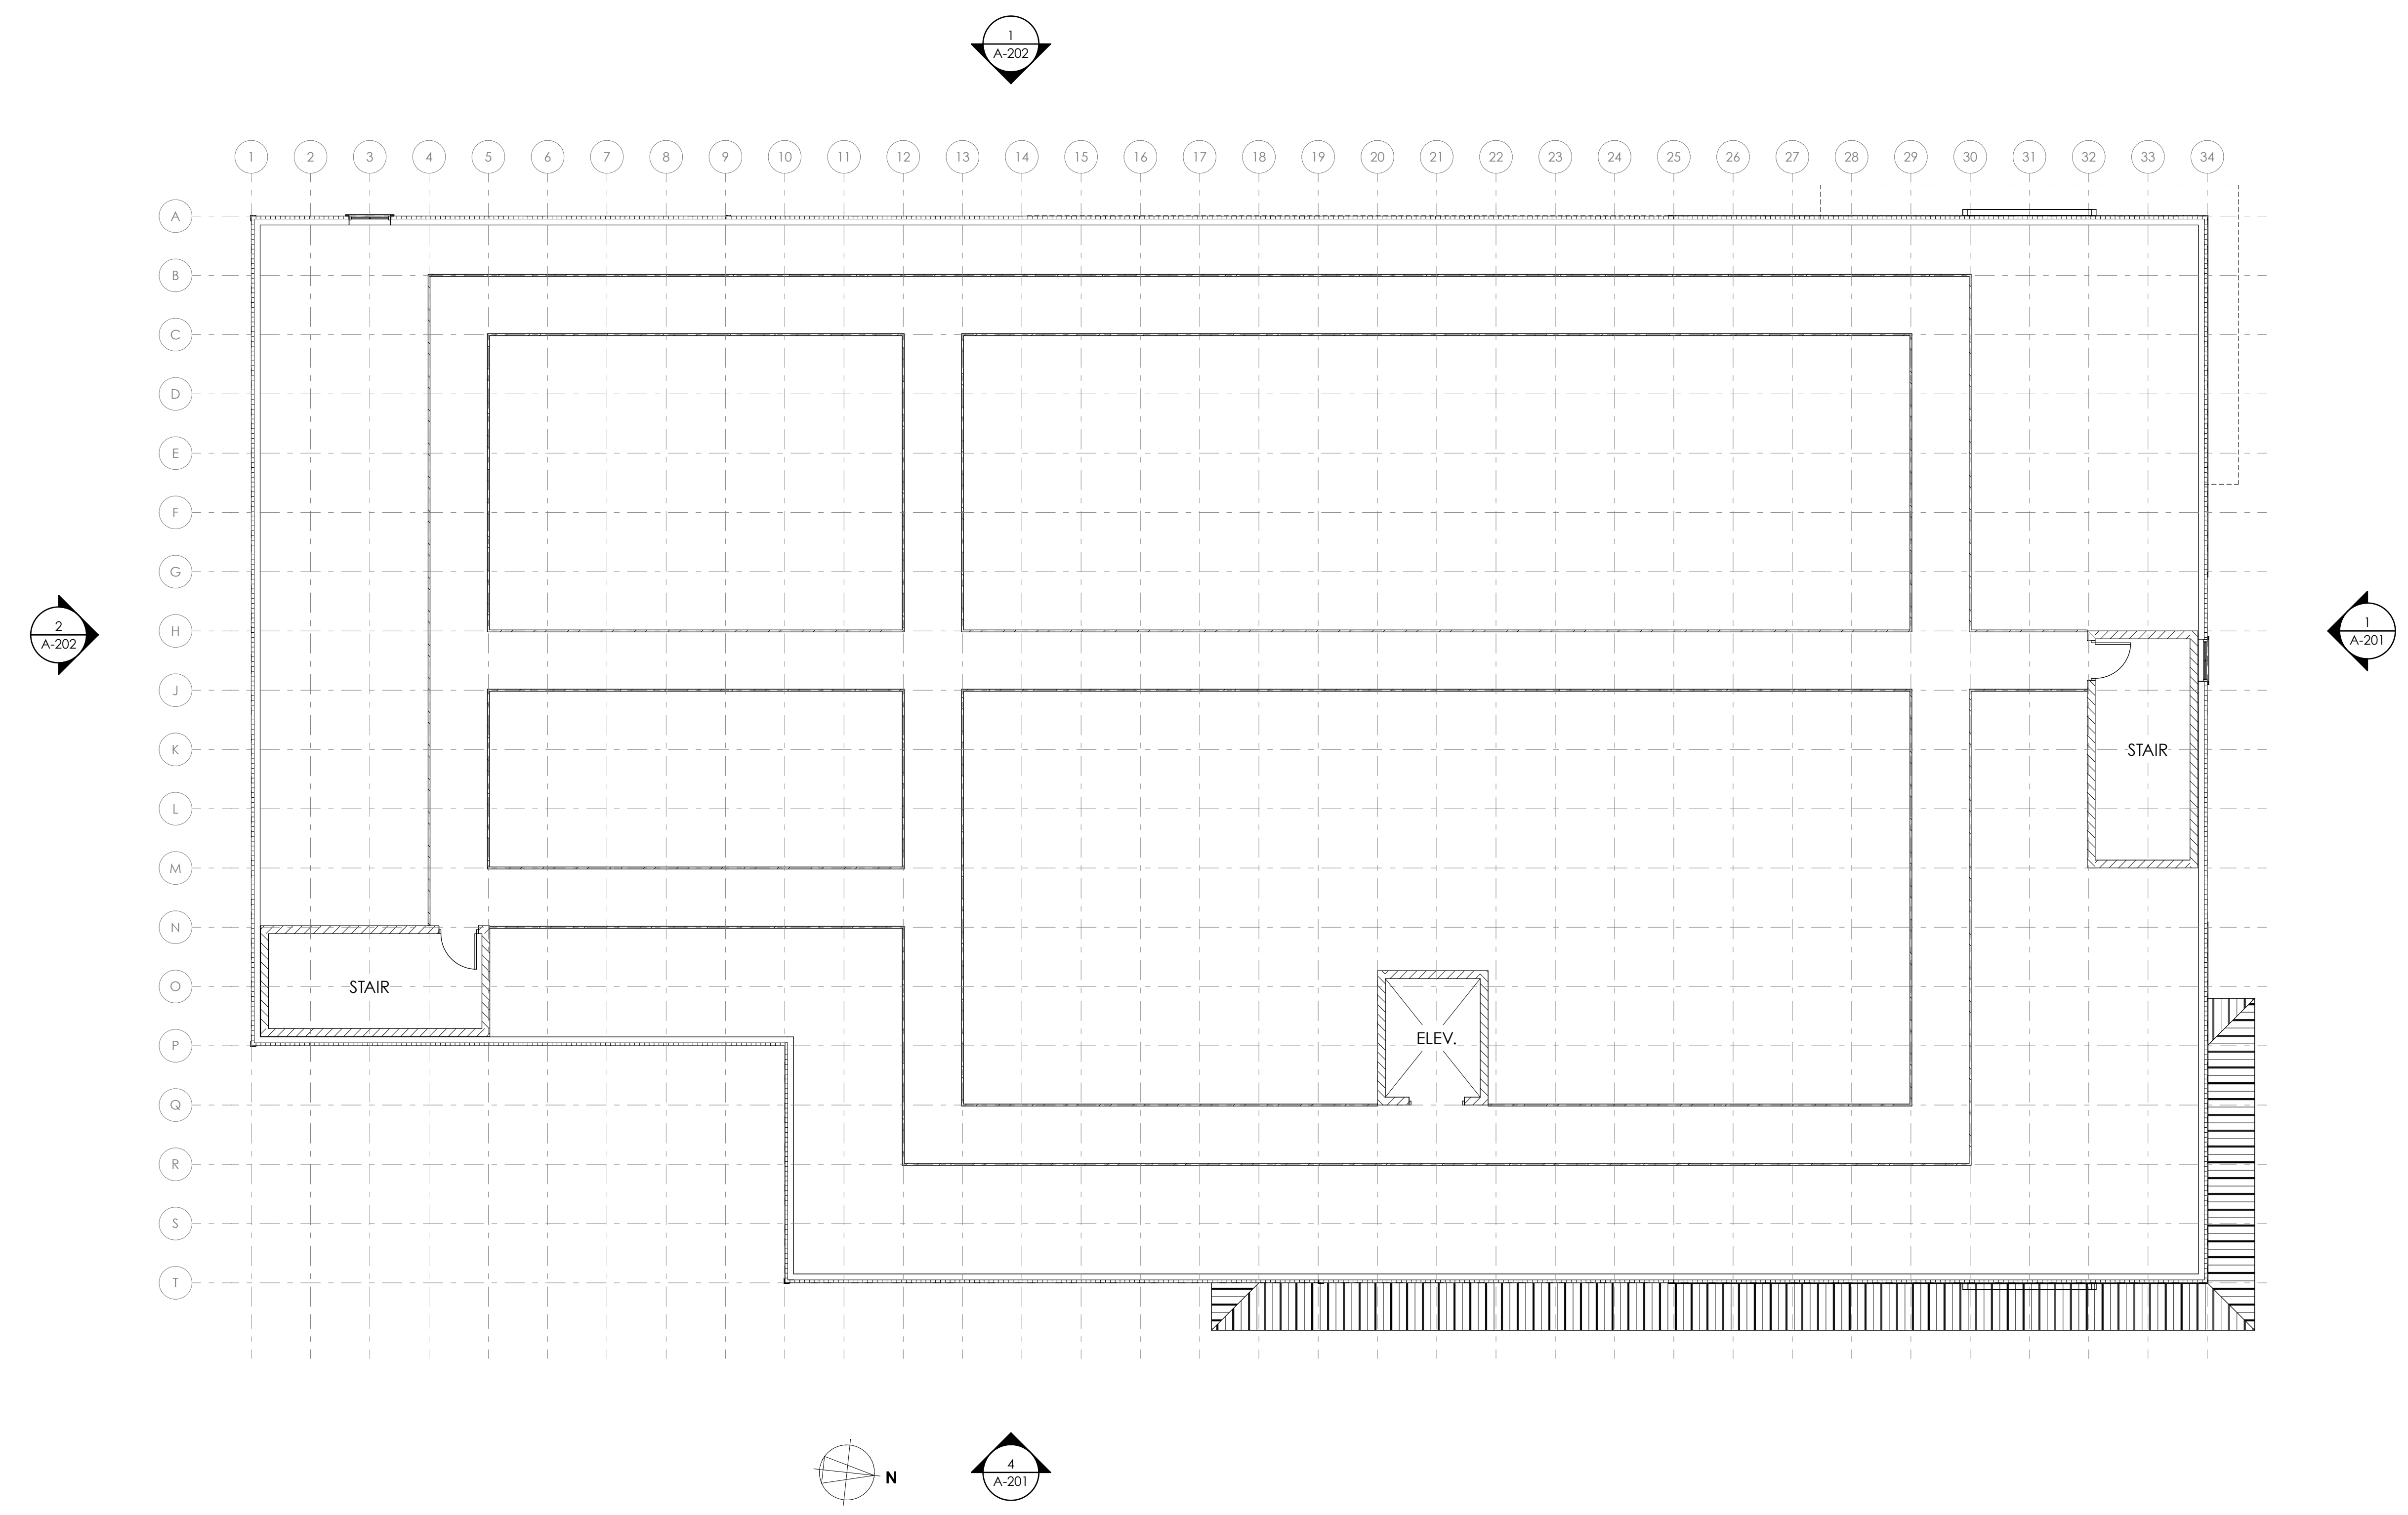 1
A-202
1 2 3 4 5 6 7 8 9 10 11 12 13 14 15 16 17 18 19 20 21 22 23 24 25 26 27 28 29 30 31 32 33 34
A
B
C
D
E
F
G
2
A-202
H
1
A-201
J
K
STAIR
L
M
N
O
STAIR
ELEV.
P
Q
R
S
T
N
4
A-201